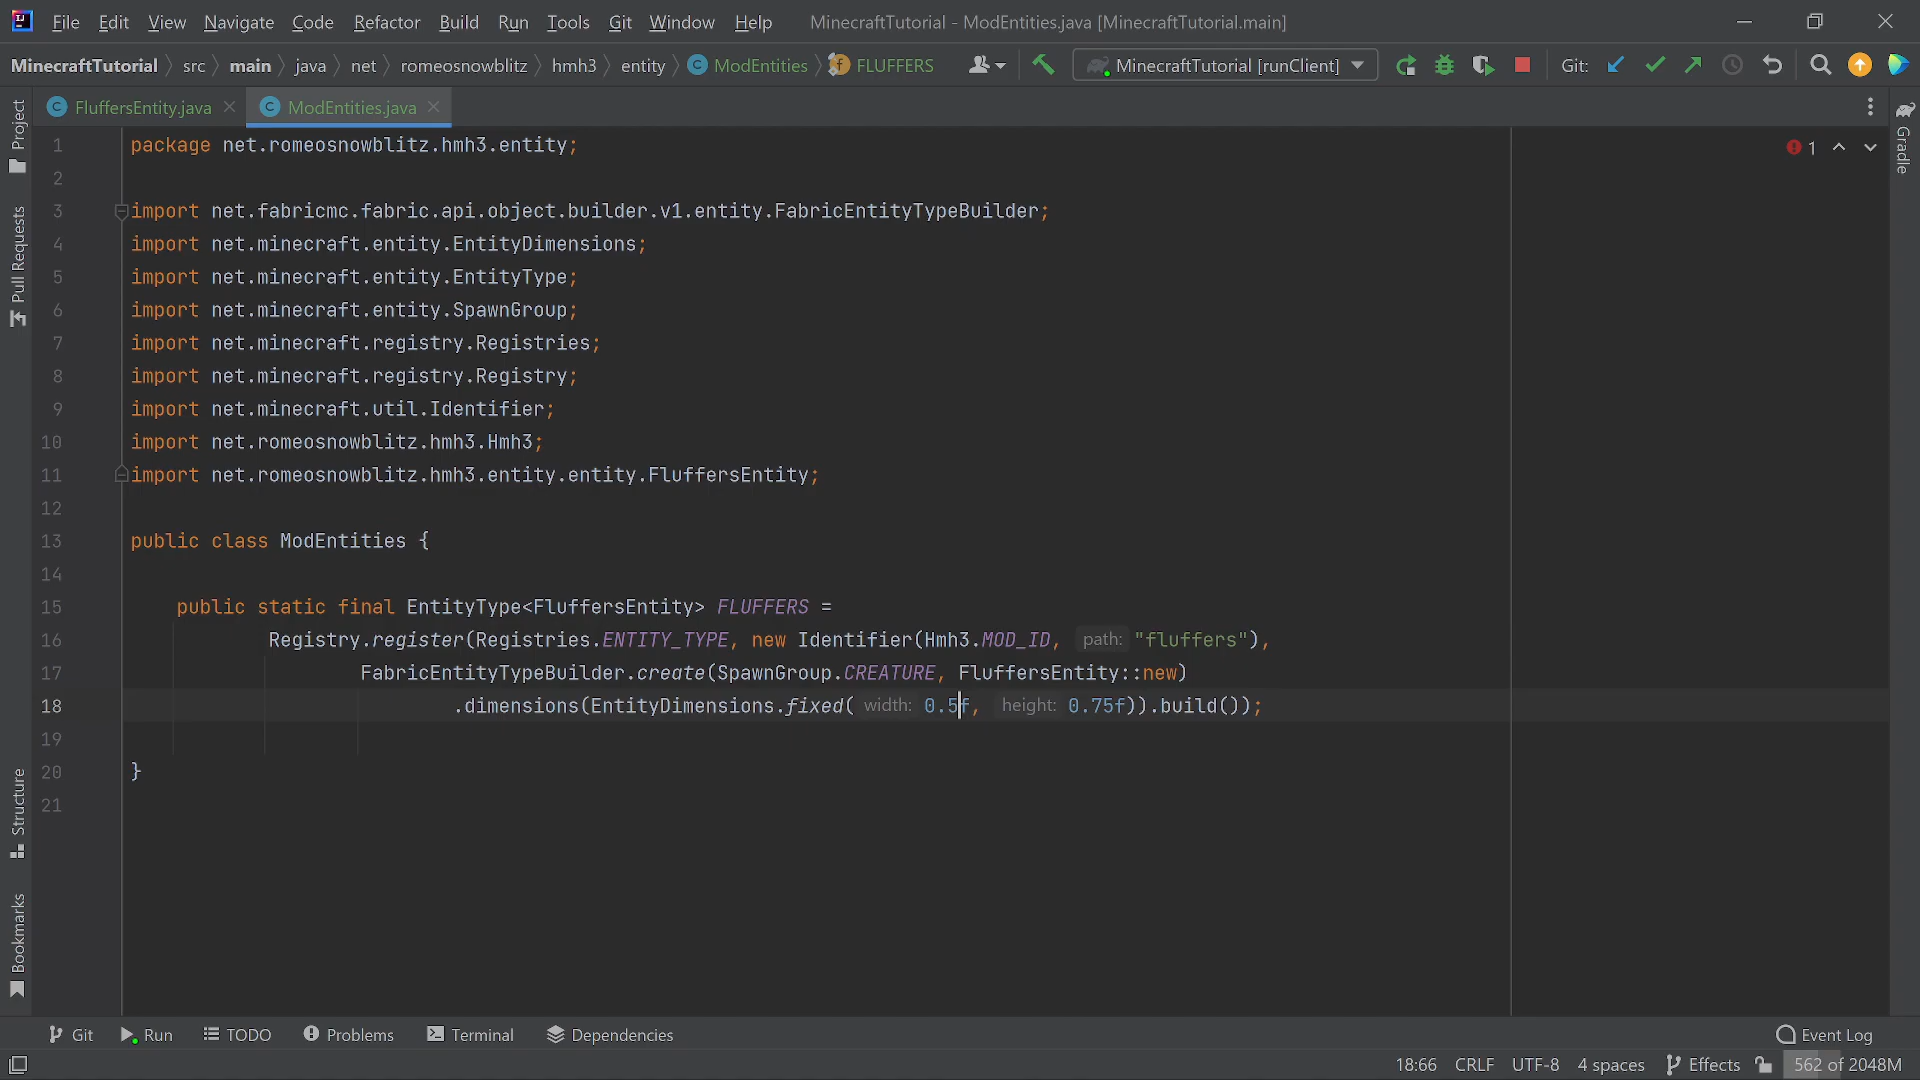 File Edit View Navigate Code Refactor Build Run Tools Git Window Help MinecraftTutorial - ModEntities.java [MinecraftTutorial.main]
MinecraftTutorial src main java net romeosnowblitz hmh3 entity ModEntities FLUFFERS MinecraftTutorial [runClient] Git:
FluffersEntity.java ModEntities.java
Project
Pull Requests
Structure
Bookmarks
Gradle
1
1 package net.romeosnowblitz.hmh3.entity;
2
3 import net.fabricmc.fabric.api.object.builder.v1.entity.FabricEntityTypeBuilder;
4 import net.minecraft.entity.EntityDimensions;
5 import net.minecraft.entity.EntityType;
6 import net.minecraft.entity.SpawnGroup;
7 import net.minecraft.registry.Registries;
8 import net.minecraft.registry.Registry;
9 import net.minecraft.util.Identifier;
10 import net.romeosnowblitz.hmh3.Hmh3;
11 import net.romeosnowblitz.hmh3.entity.entity.FluffersEntity;
12
13 public class ModEntities {
14
15 public static final EntityType<FluffersEntity> FLUFFERS =
16 Registry.register(Registries.ENTITY_TYPE, new Identifier(Hmh3.MOD_ID, path: "fluffers"),
17 FabricEntityTypeBuilder.create(SpawnGroup.CREATURE, FluffersEntity::new)
18 .dimensions(EntityDimensions.fixed( width: 0.5f, height: 0.75f)).build());
19
20 }
21
Git Run TODO Problems Terminal Dependencies Event Log
18:66 CRLF UTF-8 4 spaces Effects 562 of 2048M